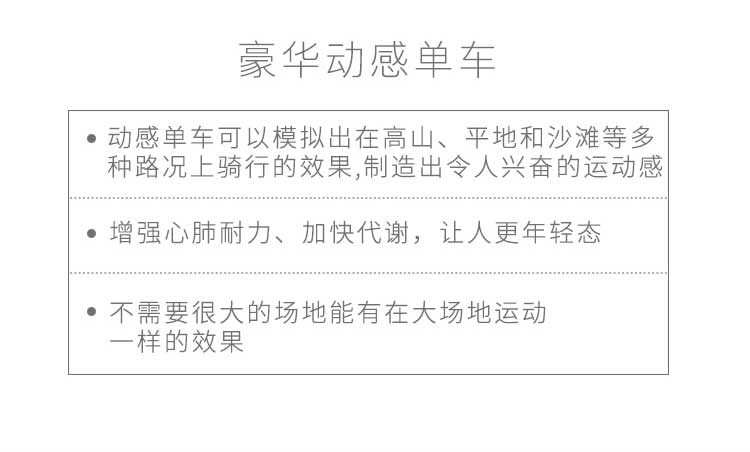 豪华动感单车
● 动感单车可以模拟出在高山、平地和沙滩等多
种路况上骑行的效果,制造出令人兴奋的运动感
● 增强心肺耐力、加快代谢，让人更年轻态
● 不需要很大的场地能有在大场地运动
一样的效果